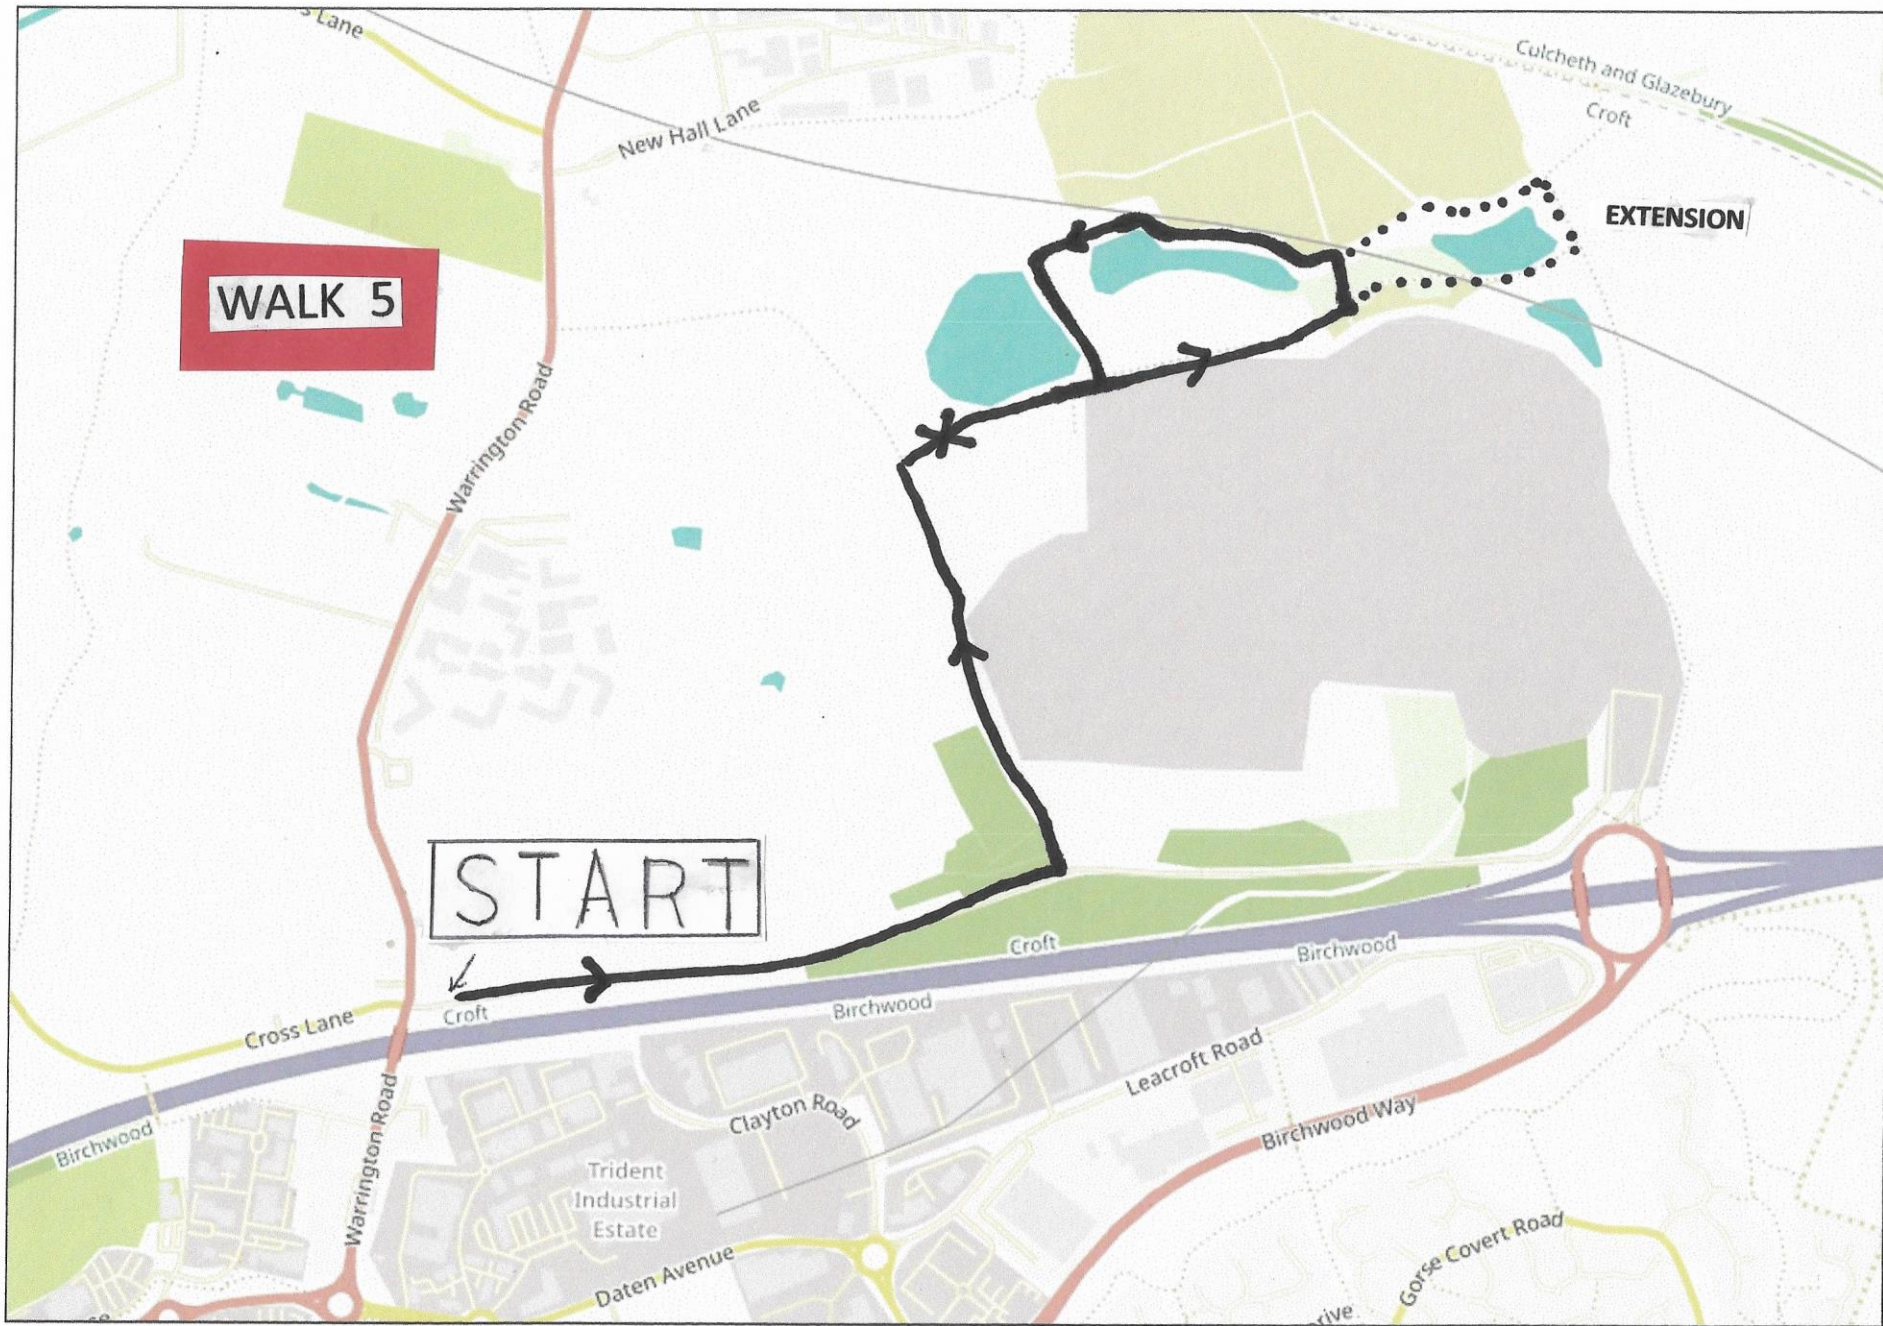 s Lane
Culcheth and Glazebury
Croft
New Hall Lane
EXTENSION
WALK 5
Warrington Road
START
Croft
Birchwood
Croft
Birchwood
Cross Lane
Leacroft Road
Clayton Road
Birchwood Way
Birchwood
Warrington Road
Trident
Industrial
Estate
Daten Avenue
Gorse Covert Road
rive